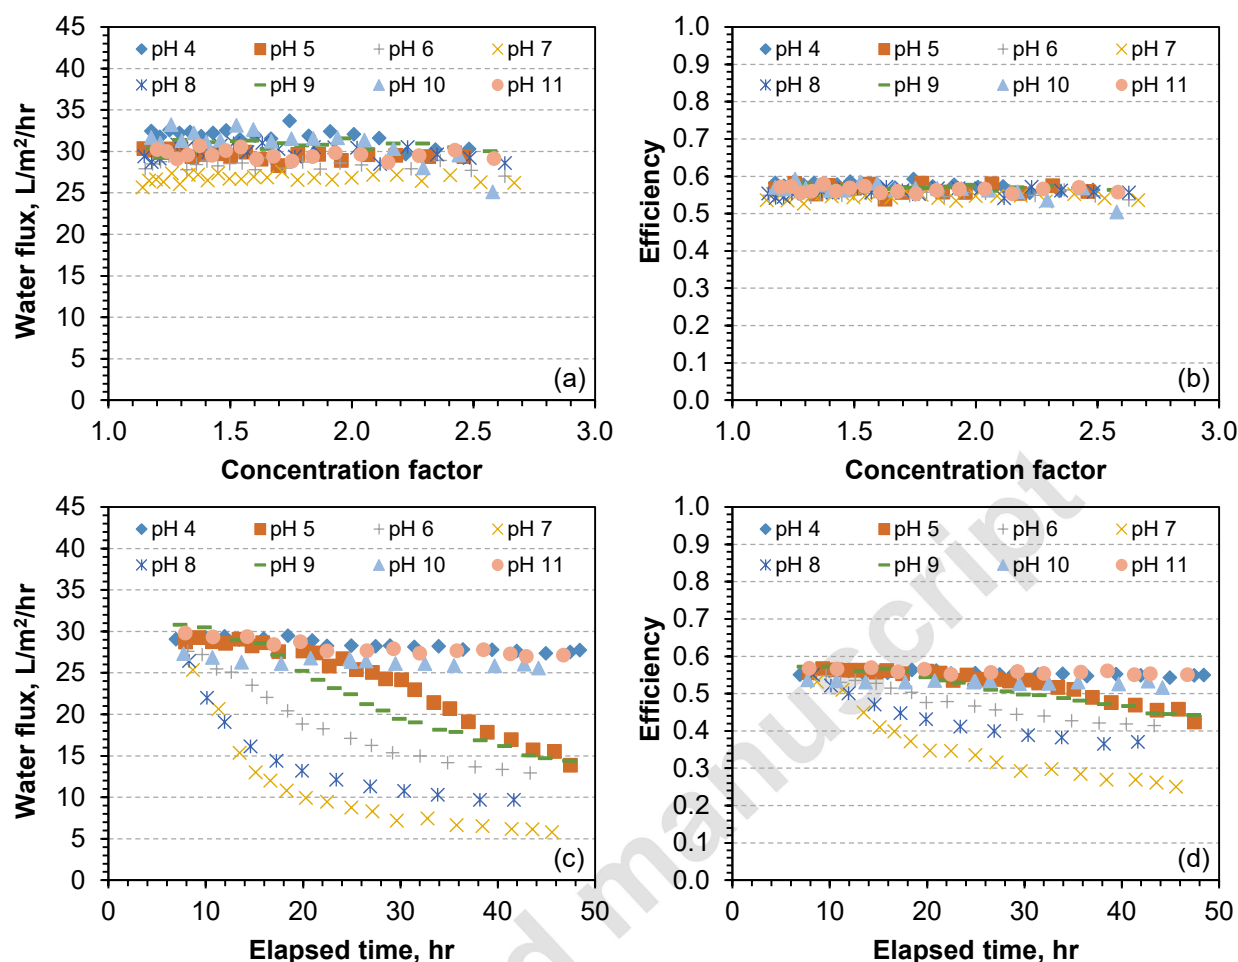 45
40
35
30
25
20
15
10
5
0
Water flux, L/m²/hr
pH 4 pH 5 pH 6 pH 7
pH 8 pH 9 pH 10 pH 11
(a)
1.0 1.5 2.0 2.5 3.0
Concentration factor
1.0
0.9
0.8
0.7
0.6
0.5
0.4
0.3
0.2
0.1
0.0
Efficiency
pH 4 pH 5 pH 6 pH 7
pH 8 pH 9 pH 10 pH 11
(b)
1.0 1.5 2.0 2.5 3.0
Concentration factor
45
40
35
30
25
20
15
10
5
0
Water flux, L/m²/hr
pH 4 pH 5 pH 6 pH 7
pH 8 pH 9 pH 10 pH 11
(c)
0 10 20 30 40 50
Elapsed time, hr
1.0
0.9
0.8
0.7
0.6
0.5
0.4
0.3
0.2
0.1
0.0
Efficiency
pH 4 pH 5 pH 6 pH 7
pH 8 pH 9 pH 10 pH 11
(d)
0 10 20 30 40 50
Elapsed time, hr
manuscript